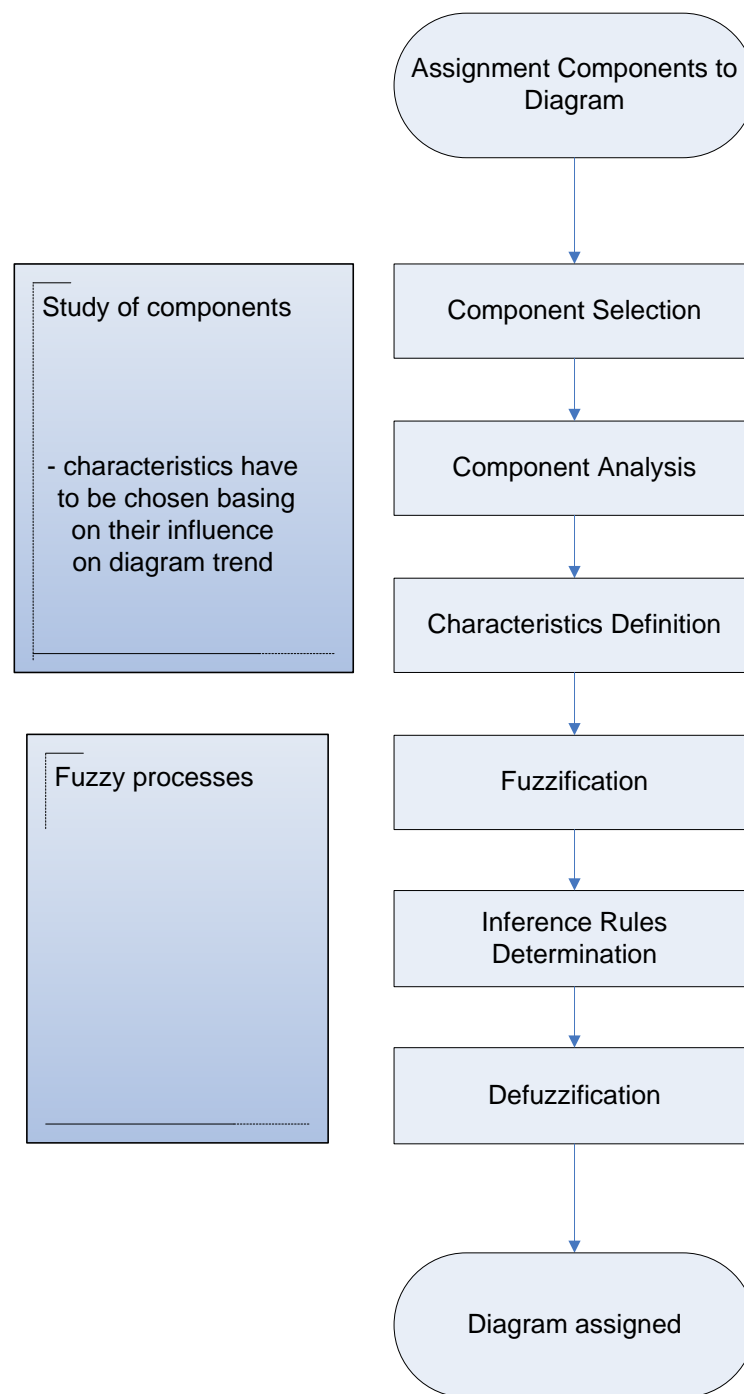 Assignment Components to
Diagram
Study of components
- characteristics have
to be chosen basing
on their influence
on diagram trend
Component Selection
Component Analysis
Characteristics Definition
Fuzzy processes
Fuzzification
Inference Rules
Determination
Defuzzification
Diagram assigned